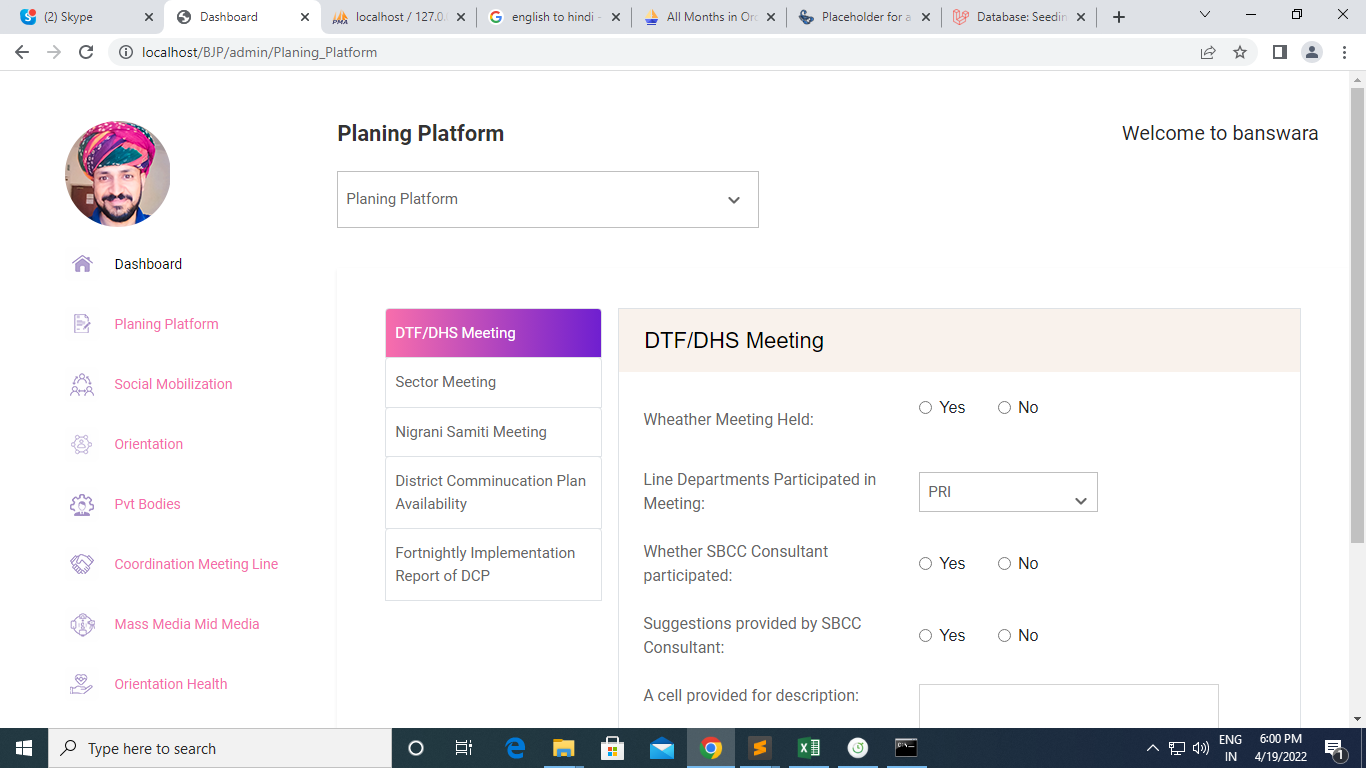 (2) Skype
Dashboard
localhost / 127.0.
english to hindi -
All Months in Or
Placeholder for a
Database: Seedin
localhost/BJP/admin/Planing_Platform
Planing Platform
Welcome to banswara
Planing Platform
Dashboard
Planing Platform
Social Mobilization
Orientation
Pvt Bodies
Coordination Meeting Line
Mass Media Mid Media
Orientation Health
DTF/DHS Meeting
Sector Meeting
Nigrani Samiti Meeting
District Comminucation Plan
Availability
Fortnightly Implementation
Report of DCP
DTF/DHS Meeting
Wheather Meeting Held:
Yes No
Line Departments Participated in
Meeting:
PRI
Whether SBCC Consultant
participated:
Yes No
Suggestions provided by SBCC
Consultant:
Yes No
A cell provided for description:
Type here to search
ENG
IN
6:00 PM
4/19/2022
1